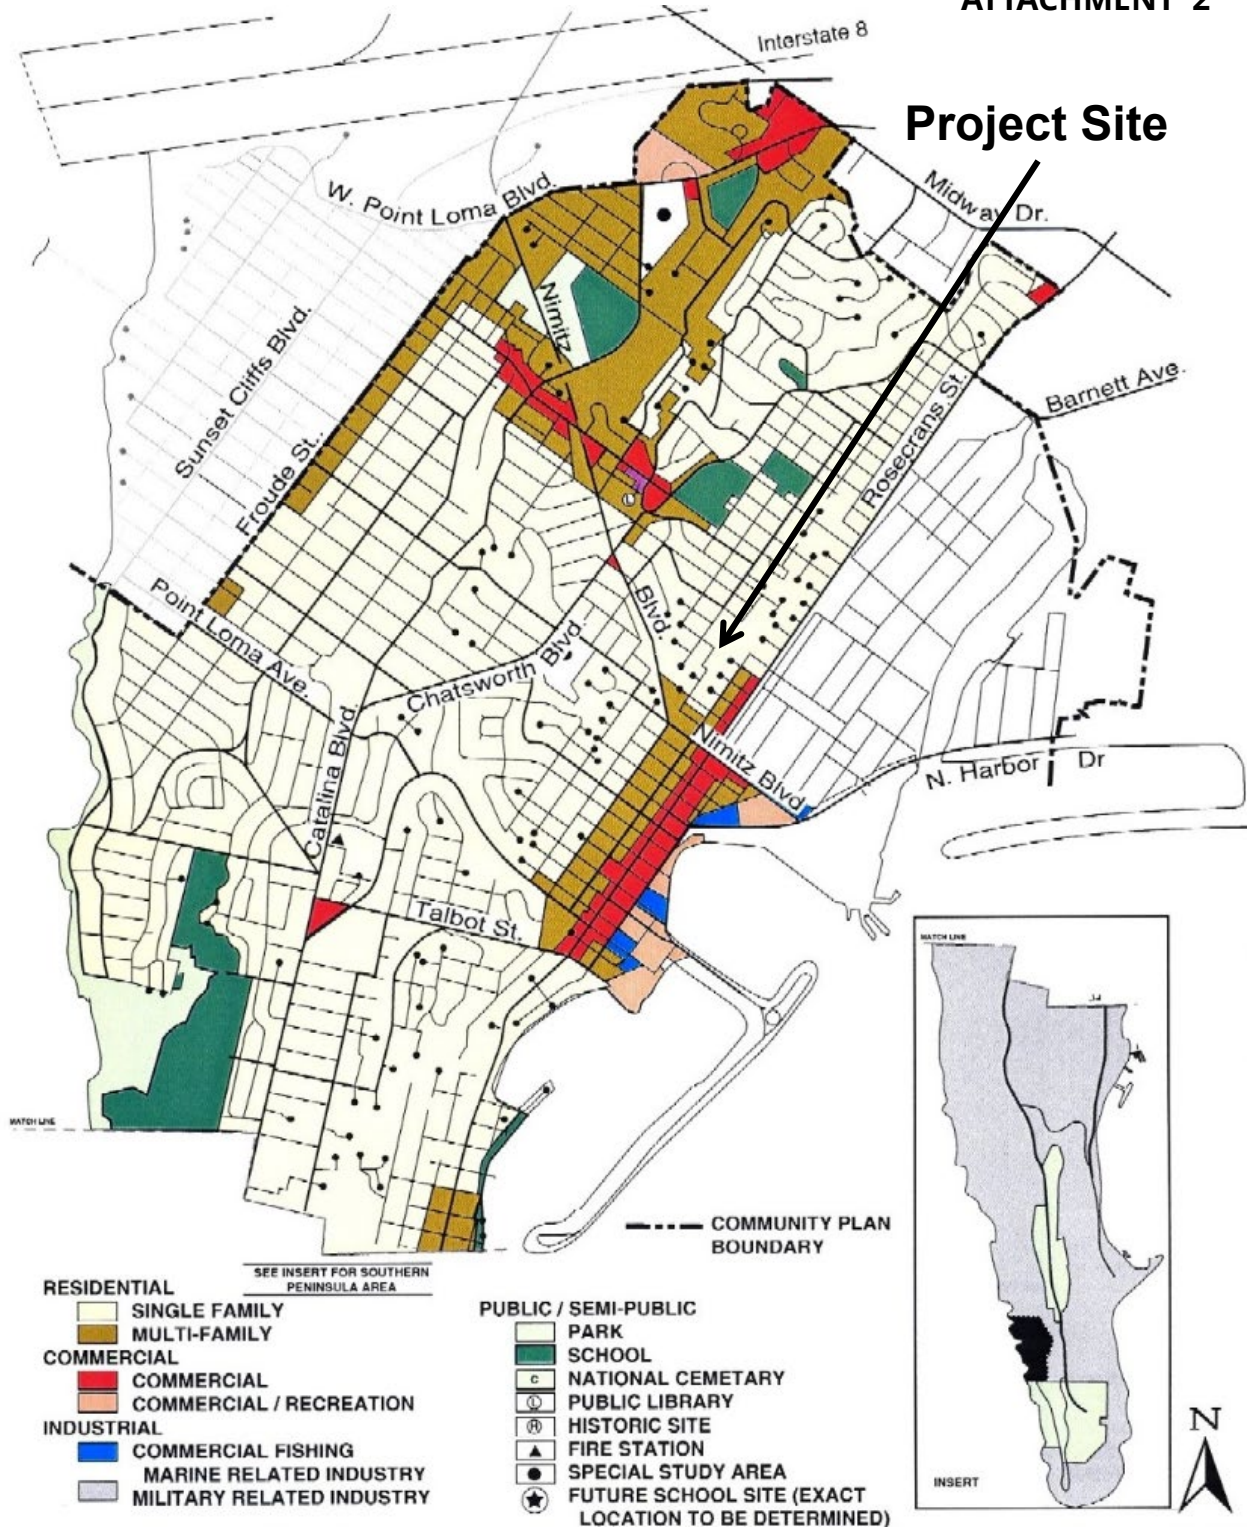 ATTACHMENT 2
Interstate 8
Project Site
Midway Dr.
W. Point Loma Blvd.
Nimitz
Sunset Cliffs Blvd.
Barnett Ave.
Rosecrans St.
Froude St.
L
Point Loma Ave.
Blvd.
Chatsworth Blvd.
Catalina Blvd.
Nimitz Blvd.
N. Harbor Dr
Talbot St.
MATCH LINE
MATCH LINE
COMMUNITY PLAN
BOUNDARY
SEE INSERT FOR SOUTHERN
PENINSULA AREA
RESIDENTIAL
SINGLE FAMILY
MULTI-FAMILY
COMMERCIAL
COMMERCIAL
COMMERCIAL / RECREATION
INDUSTRIAL
COMMERCIAL FISHING
MARINE RELATED INDUSTRY
MILITARY RELATED INDUSTRY
PUBLIC / SEMI-PUBLIC
PARK
SCHOOL
C NATIONAL CEMETARY
L PUBLIC LIBRARY
H HISTORIC SITE
FIRE STATION
SPECIAL STUDY AREA
FUTURE SCHOOL SITE (EXACT
LOCATION TO BE DETERMINED)
INSERT
N